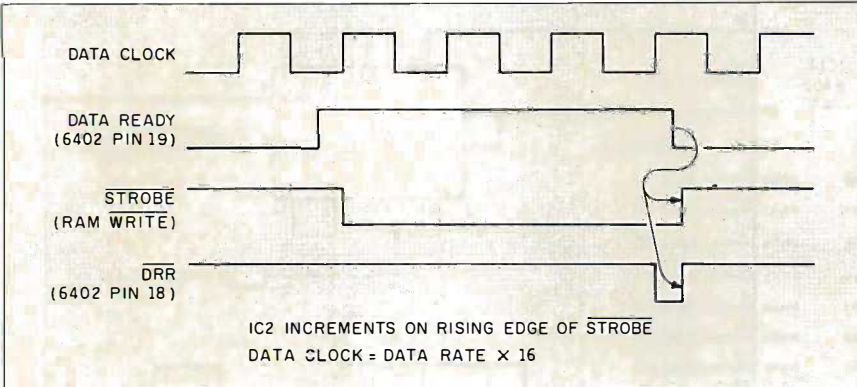 DATA CLOCK
DATA READY
(6402 PIN 19)
STROBE
(RAM WRITE)
DRR
(6402 PIN 18)
IC2 INCREMENTS ON RISING EDGE OF STROBE
DATA CLOCK = DATA RATE × 16